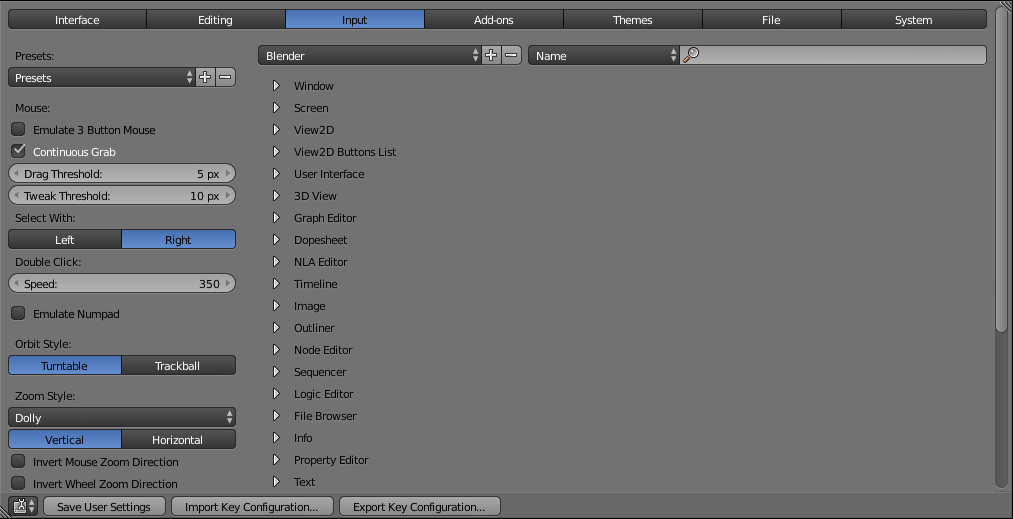 Interface Editing Input Add-ons Themes File System
Presets:
Presets
Mouse:
Emulate 3 Button Mouse
Continuous Grab
Drag Threshold: 5 px
Tweak Threshold: 10 px
Select With:
Left Right
Double Click:
Speed: 350
Emulate Numpad
Orbit Style:
Turntable Trackball
Zoom Style:
Dolly
Vertical Horizontal
Invert Mouse Zoom Direction
Invert Wheel Zoom Direction
Blender Name
Window
Screen
View2D
View2D Buttons List
User Interface
3D View
Graph Editor
Dopesheet
NLA Editor
Timeline
Image
Outliner
Node Editor
Sequencer
Logic Editor
File Browser
Info
Property Editor
Text
Save User Settings Import Key Configuration... Export Key Configuration...